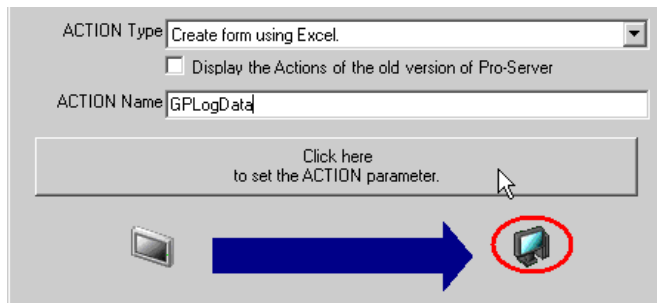 ACTION Type Create form using Excel.
Display the Actions of the old version of Pro-Server
ACTION Name GPLogData
Click here
to set the ACTION parameter.